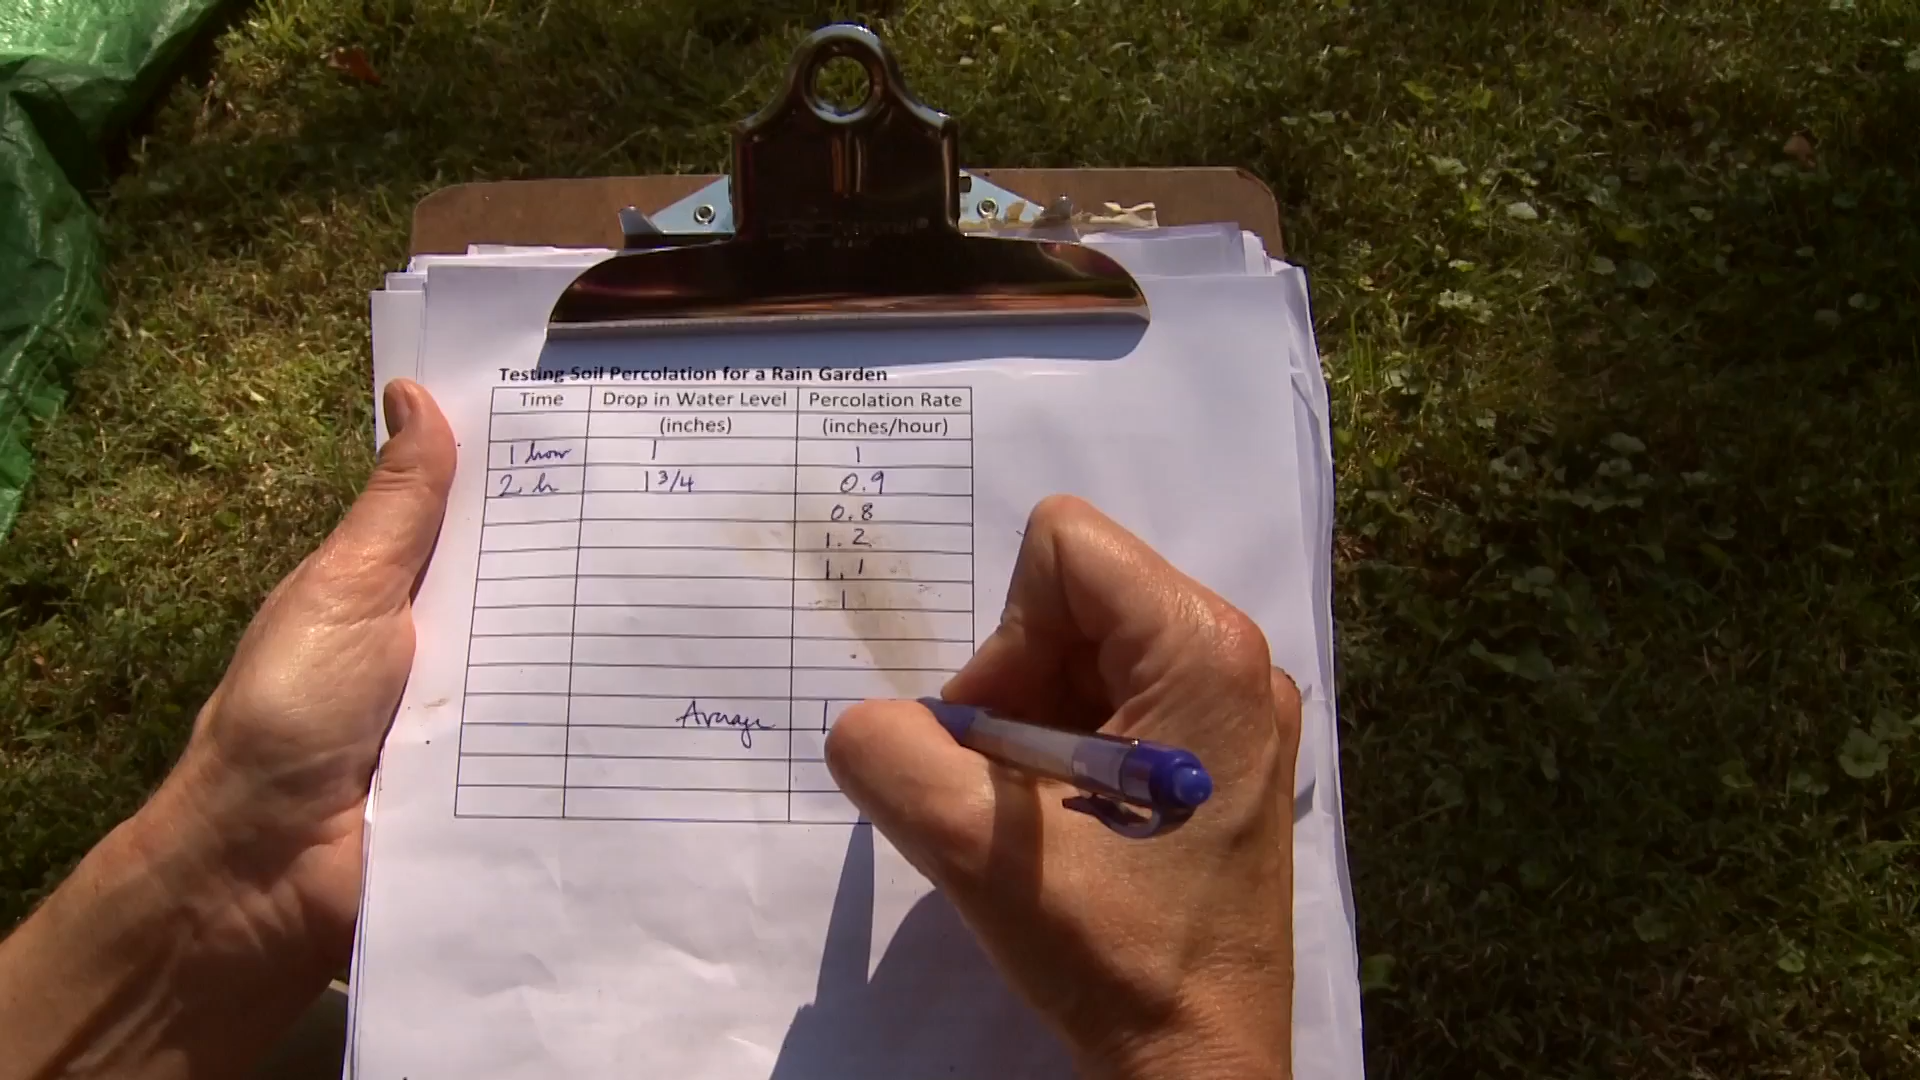 Testing Soil Percolation for a Rain Garden
Time Drop in Water Level Percolation Rate
(inches) (inches/hour)
1 hour 1 1
2 h 1 3/4 0.9
0.8
1.2
1.1
1
Average 1